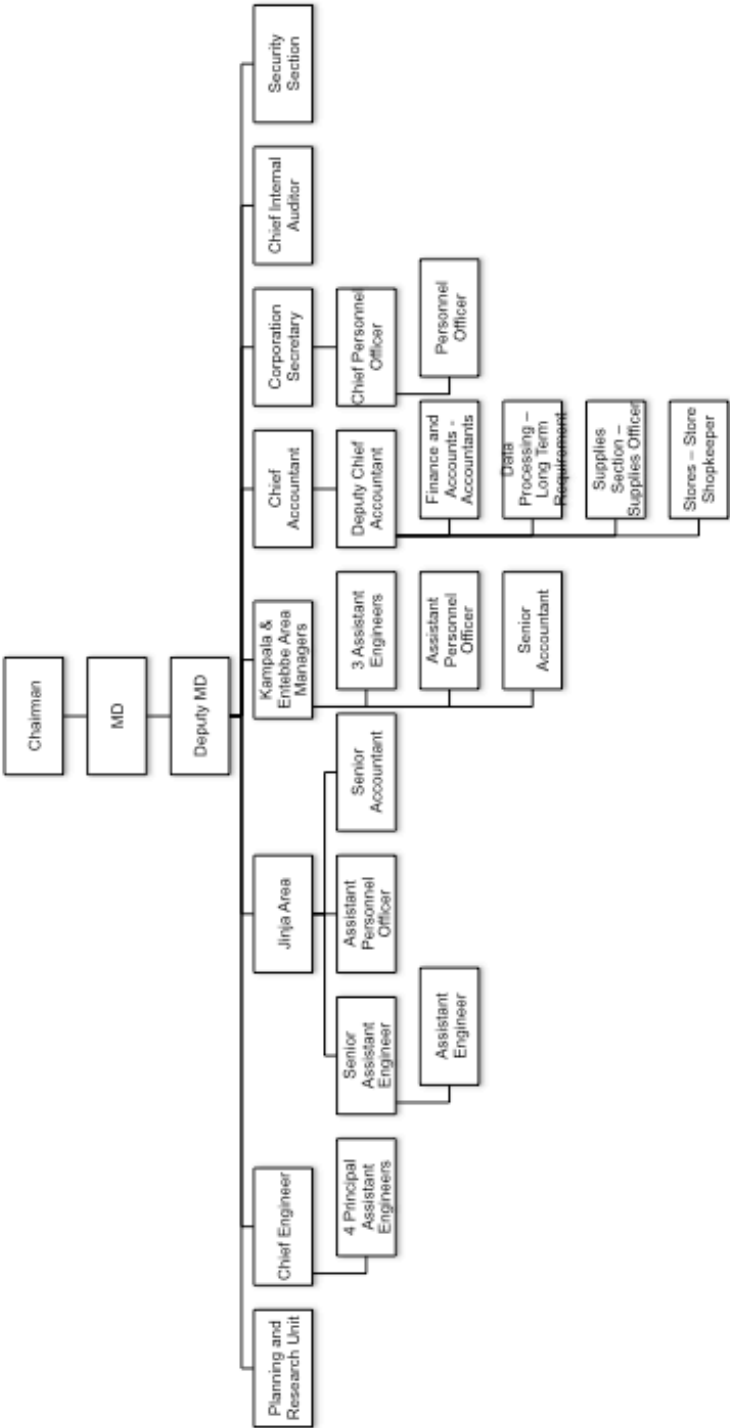 Chairman
MD
Deputy MD
Planning and
Research Unit
Chief Engineer
Jinja Area
Kampala &
Entebbe Area
Managers
Chief
Accountant
Corporation
Secretary
Chief Internal
Auditor
Security
Section
4 Principal
Assistant
Engineers
Senior
Assistant
Engineer
Assistant
Personnel
Officer
Senior
Accountant
3 Assistant
Engineers
Deputy Chief
Accountant
Chief Personnel
Officer
Assistant
Engineer
Assistant
Personnel
Officer
Finance and
Accounts -
Accountants
Personnel
Officer
Senior
Accountant
Data
Processing –
Long Term
Requirement
Supplies
Section –
Supplies Officer
Stores – Store
Shopkeeper